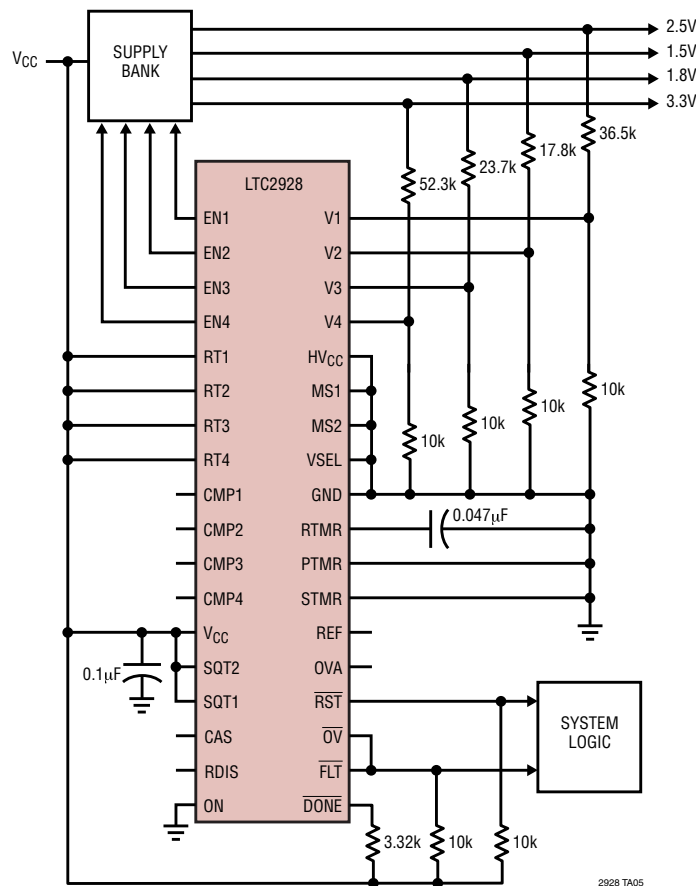 2.5V
VCC
SUPPLY
BANK
1.5V
1.8V
3.3V
36.5k
17.8k
23.7k
52.3k
LTC2928
EN1
V1
EN2
V2
EN3
V3
EN4
V4
RT1
HVCC
RT2
MS1
RT3
MS2
RT4
VSEL
10k
10k
10k
10k
CMP1
GND
CMP2
RTMR
0.047µF
CMP3
PTMR
CMP4
STMR
VCC
REF
0.1µF
SQT2
OVA
SQT1
RST
CAS
OV
RDIS
FLT
ON
DONE
SYSTEM
LOGIC
3.32k
10k
10k
2928 TA05